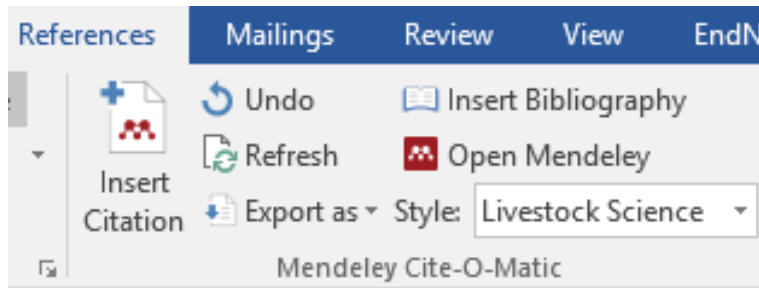 References Mailings Review View EndN
Undo Insert Bibliography
Refresh Open Mendeley
Insert
Citation
Export as Style: Livestock Science
Mendeley Cite-O-Matic